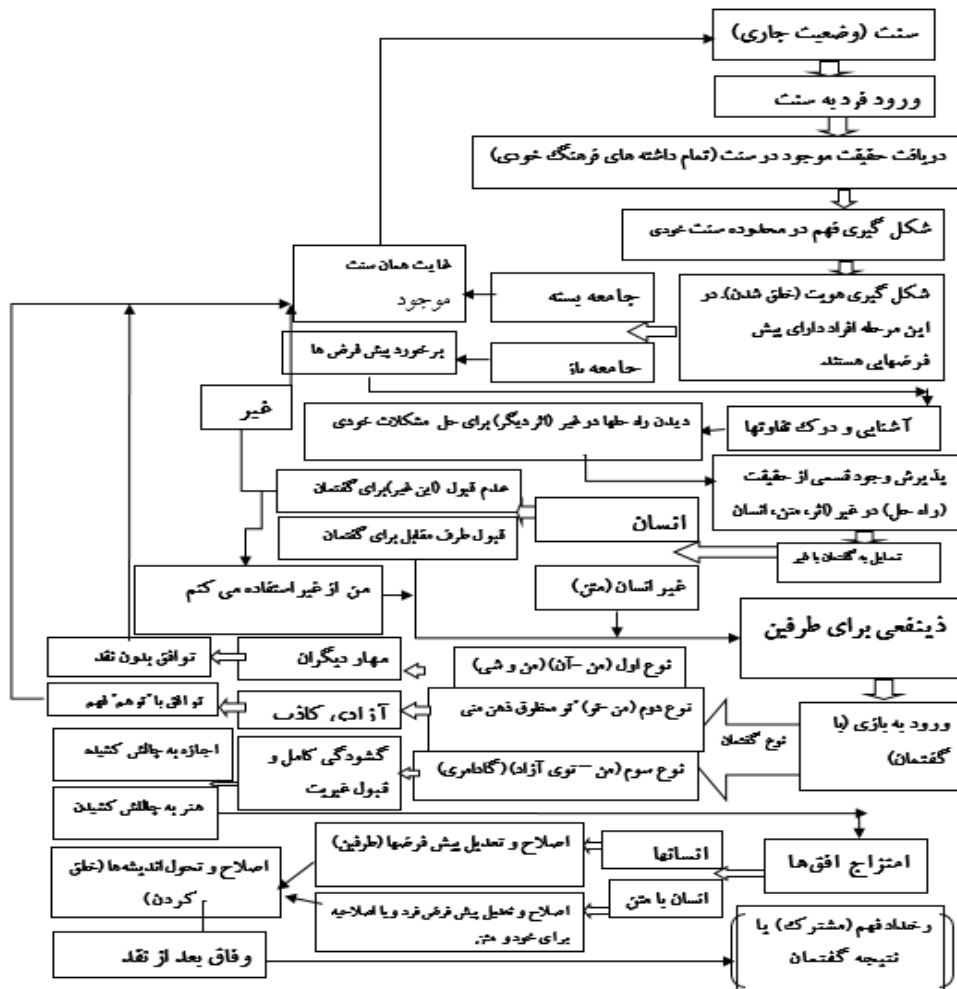 سنت (وضعیت جاری)
ورود فرد به سنت
دریافت حقیقت موجود در سنت (تمام داشته های فرهنگ خودی)
شکل گیری فهم در محدوده سنت خودی
شکل گیری هویت (خلق شدن). در
این مرحله افراد دارای پیش
فرضهایی هستند.
جامعه بسته
جامعه باز
غایت همان سنت
موجود
برخورد پیش فرض ها
غیر
آشنایی و درک تفاوتها
دیدن راه حلها در غیر (اثر دیگر) برای حل مشکلات خودی
پذیرش وجود قسمی از حقیقت
(راه حل) در غیر (اثر، متن، انسان
تمایل به گفتمان با غیر
انسان
عدم قبول (این غیر) برای گفتمان
قبول طرف مقابل برای گفتمان
غیر انسان (متن)
من از غیر استفاده می کنم
ذینفعی برای طرفین
ورود به بازی (یا
گفتمان)
نوع گفتمان
نوع اول (من -آن) (من و شی)
نوع دوم (من -تو) "تو مخلوق ذهن منی
نوع سوم (من – توی آزاد) (گادامری)
مهار دیگران
آزادی کاذب
گشودگی کامل و
قبول غیریت
توافق بدون نقد
توافق با "توهم" فهم
اجازه به چالش کشیده
هنر به چالش کشیدن
امتزاج افق‌ها
انسانها
انسان با متن
اصلاح و تعدیل پیش فرضها (طرفین)
اصلاح و تعدیل پیش فرض فرد و یا اصلاحیه
برای خود و متن
اصلاح و تحول اندیشه‌ها (خلق
کردن)
وفاق بعد از نقد
رخداد فهم (مشترک) یا
نتیجه گفتمان